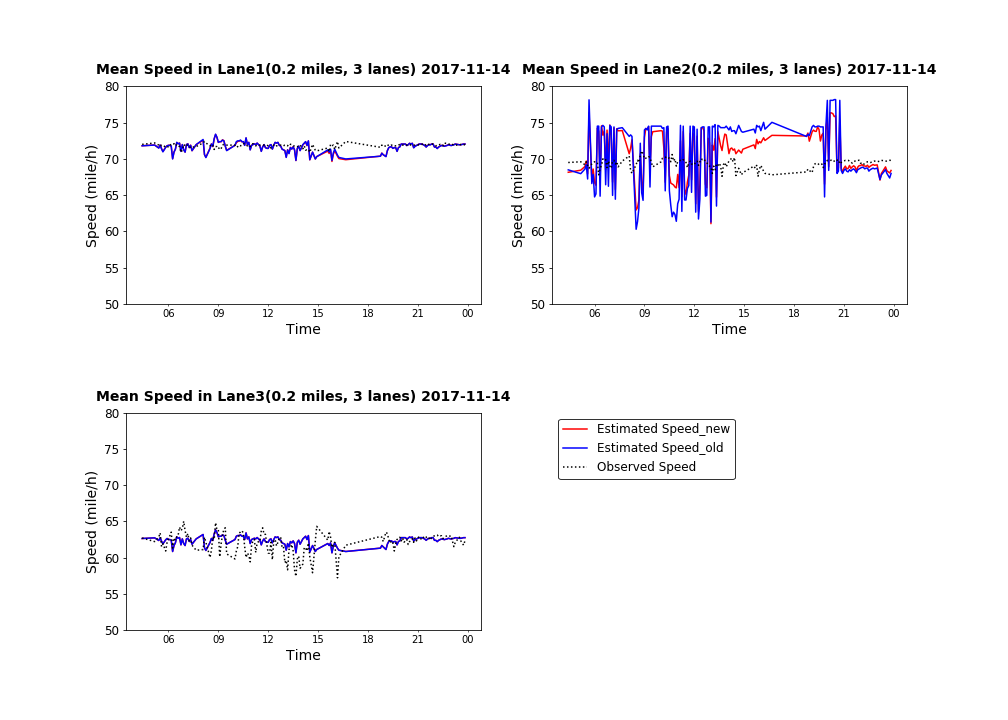 Mean Speed in Lane1(0.2 miles, 3 lanes) 2017-11-14
80
75
70
65
60
55
50
Speed (mile/h)
06 09 12 15 18 21 00
Time
Mean Speed in Lane2(0.2 miles, 3 lanes) 2017-11-14
80
75
70
65
60
55
50
Speed (mile/h)
06 09 12 15 18 21 00
Time
Mean Speed in Lane3(0.2 miles, 3 lanes) 2017-11-14
80
75
70
65
60
55
50
Speed (mile/h)
06 09 12 15 18 21 00
Time
Estimated Speed_new
Estimated Speed_old
Observed Speed